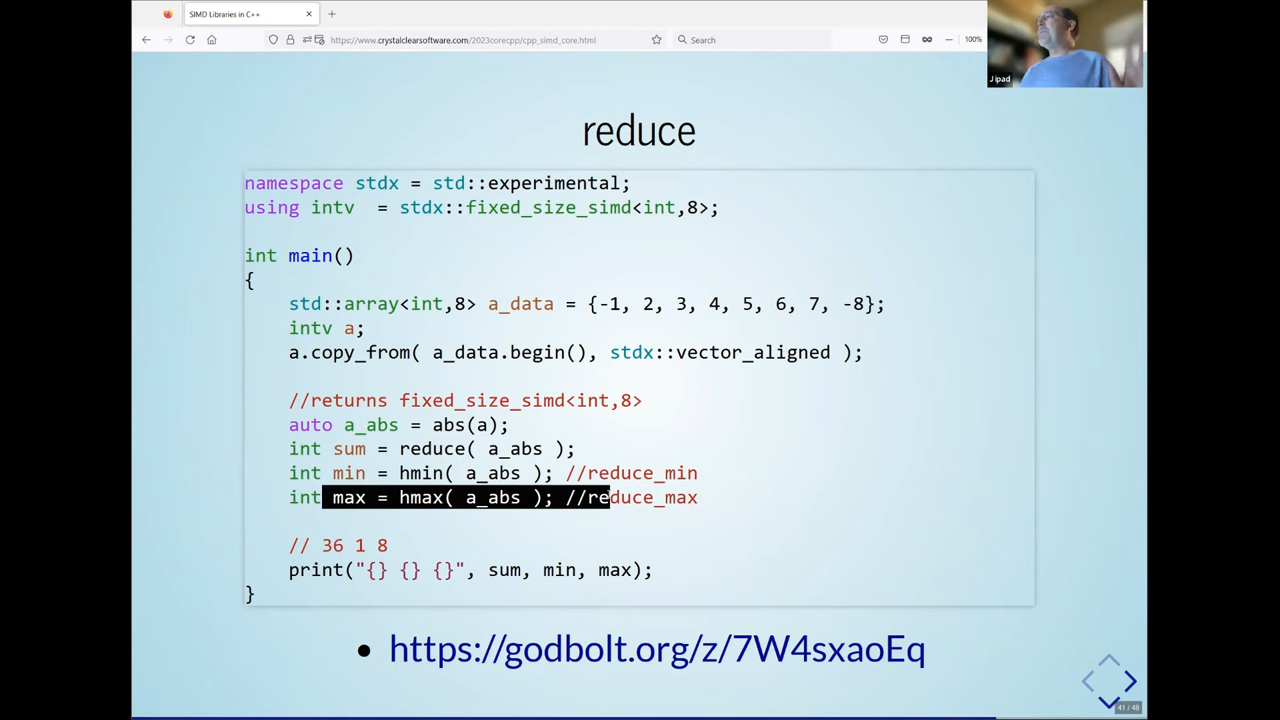 SIMD Libraries in C++
https://www.crystalclearsoftware.com/2023corecpp/cpp_simd_core.html
Search
100%
J ipad
reduce
namespace stdx = std::experimental;
using intv  = stdx::fixed_size_simd<int,8>;
int main()
{
    std::array<int,8> a_data = {-1, 2, 3, 4, 5, 6, 7, -8};
    intv a;
    a.copy_from( a_data.begin(), stdx::vector_aligned );
    //returns fixed_size_simd<int,8>
    auto a_abs = abs(a);
    int sum = reduce( a_abs );
    int min = hmin( a_abs ); //reduce_min
    int max = hmax( a_abs ); //reduce_max
    // 36 1 8
    print("{} {} {}", sum, min, max);
}
• https://godbolt.org/z/7W4sxaoEq
41 / 48